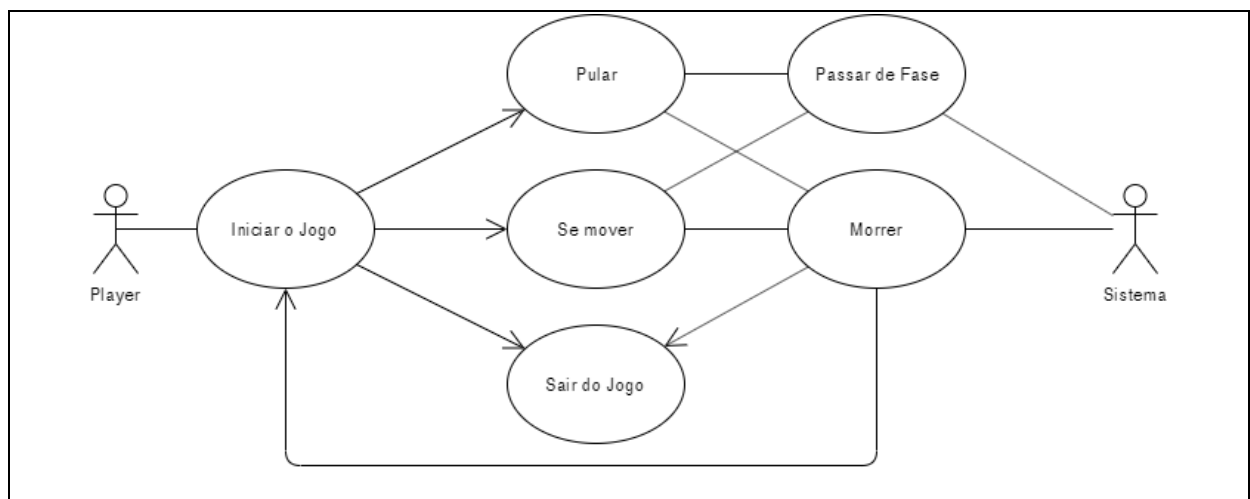 Pular
Passar de Fase
Iniciar o Jogo
Se mover
Morrer
Player
Sistema
Sair do Jogo